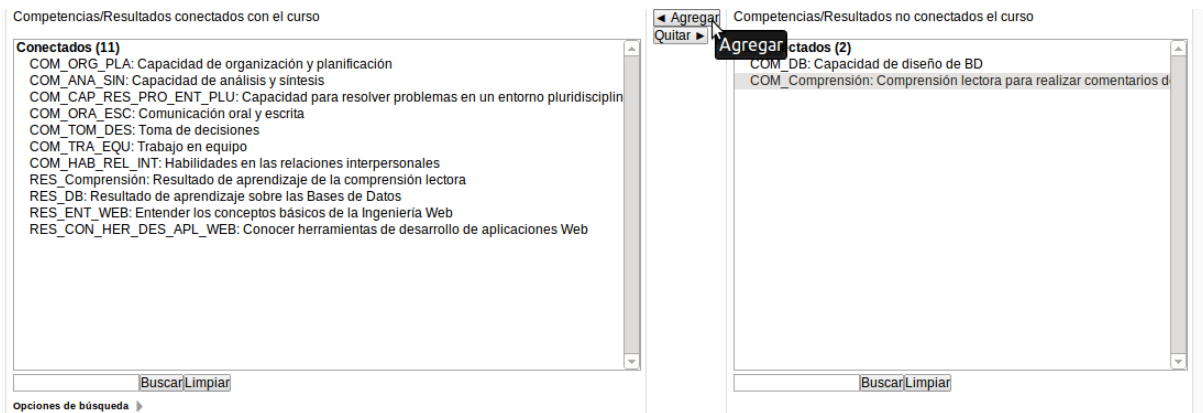 Competencias/Resultados conectados con el curso
Conectados (11)
COM_ORG_PLA: Capacidad de organización y planificación
COM_ANA_SIN: Capacidad de análisis y síntesis
COM_CAP_RES_PRO_ENT_PLU: Capacidad para resolver problemas en un entorno pluridisciplin
COM_ORA_ESC: Comunicación oral y escrita
COM_TOM_DES: Toma de decisiones
COM_TRA_EQU: Trabajo en equipo
COM_HAB_REL_INT: Habilidades en las relaciones interpersonales
RES_Comprensión: Resultado de aprendizaje de la comprensión lectora
RES_DB: Resultado de aprendizaje sobre las Bases de Datos
RES_ENT_WEB: Entender los conceptos básicos de la Ingeniería Web
RES_CON_HER_DES_APL_WEB: Conocer herramientas de desarrollo de aplicaciones Web
Buscar Limpiar
Opciones de búsqueda
◄ Agregar
Quitar ►
Agregar
Competencias/Resultados no conectados el curso
ectados (2)
COM_DB: Capacidad de diseño de BD
COM_Comprensión: Comprensión lectora para realizar comentarios d
Buscar Limpiar